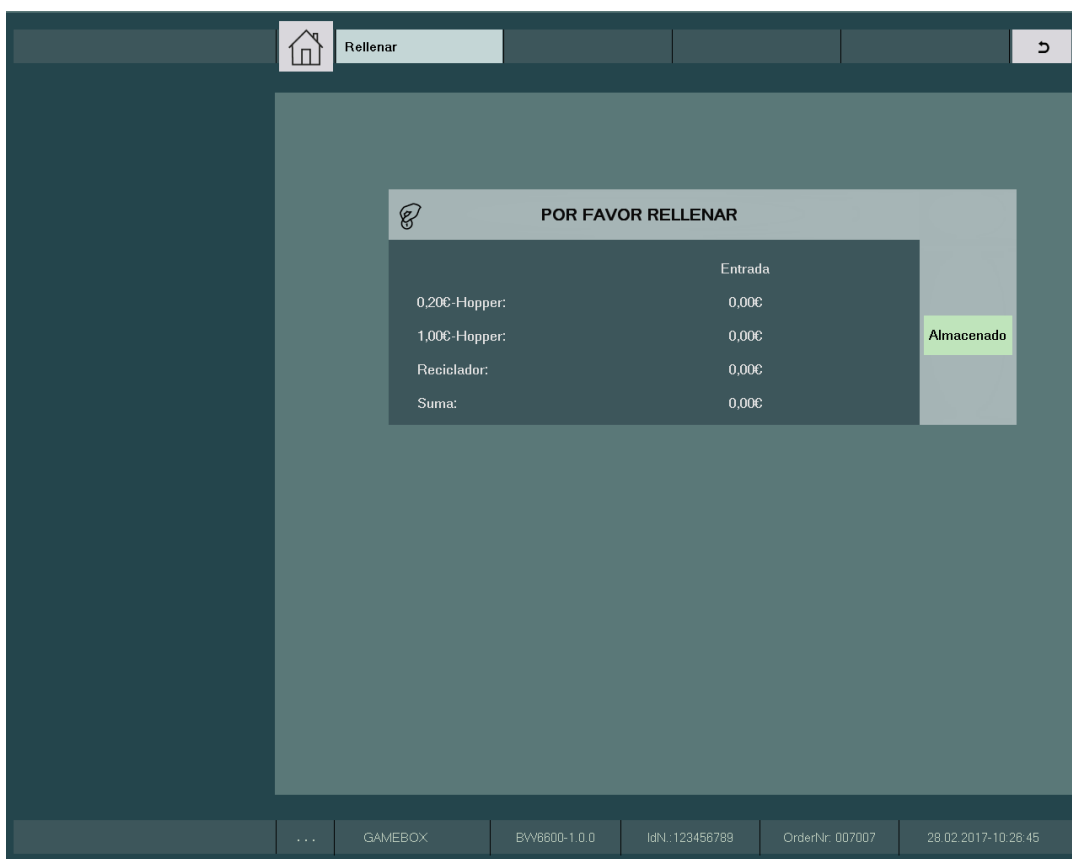 Rellenar
POR FAVOR RELLENAR
Entrada
0,20€-Hopper: 0,00€
1,00€-Hopper: 0,00€
Reciclador: 0,00€
Suma: 0,00€
Almacenado
... GAMEBOX BW6600-1.0.0 IdN.:123456789 OrderNr: 007007 28.02.2017-10:26:45